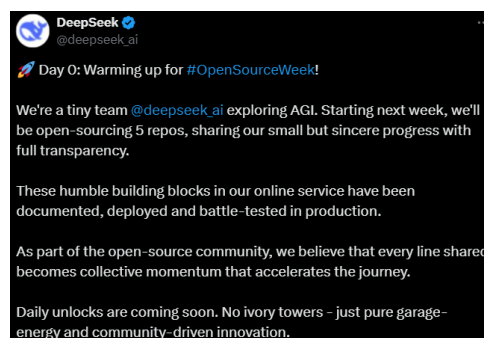 DeepSeek
@deepseek_ai
🚀 Day 0: Warming up for #OpenSourceWeek!
We're a tiny team @deepseek_ai exploring AGI. Starting next week, we'll
be open-sourcing 5 repos, sharing our small but sincere progress with
full transparency.
These humble building blocks in our online service have been
documented, deployed and battle-tested in production.
As part of the open-source community, we believe that every line shared
becomes collective momentum that accelerates the journey.
Daily unlocks are coming soon. No ivory towers - just pure garage-
energy and community-driven innovation.